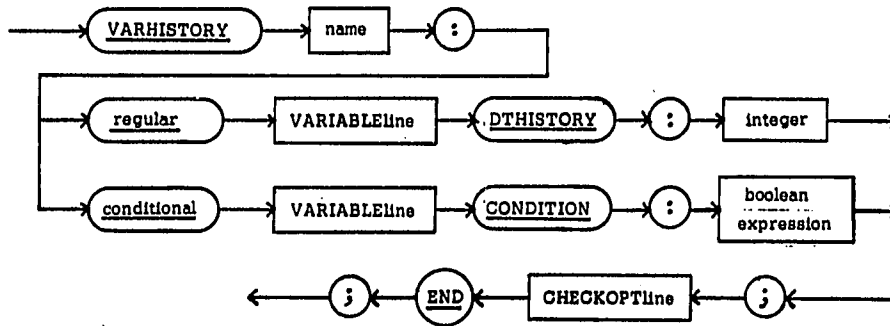 VARHISTORY name :
regular VARIABLEline DTHISTORY : integer
conditional VARIABLEline CONDITION : boolean expression
; END CHECKOPTline ;